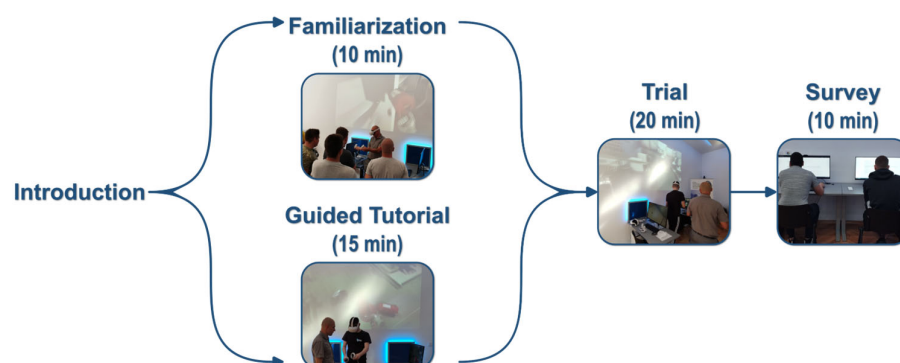 Familiarization
(10 min)
Trial
(20 min)
Survey
(10 min)
Introduction
Guided Tutorial
(15 min)